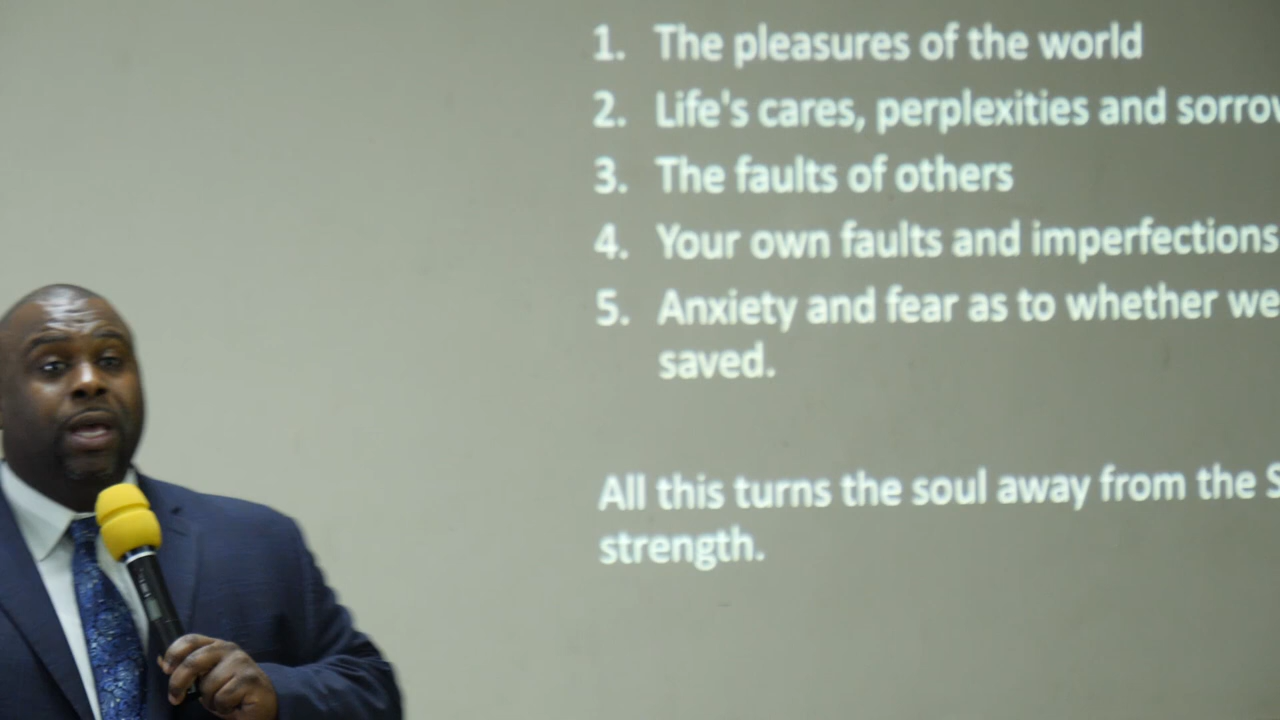 1. The pleasures of the world
2. Life's cares, perplexities and
3. The faults of others
4. Your own faults and imperfections
5. Anxiety and fear as to whether we
saved.
All this turns the soul away from the
strength.